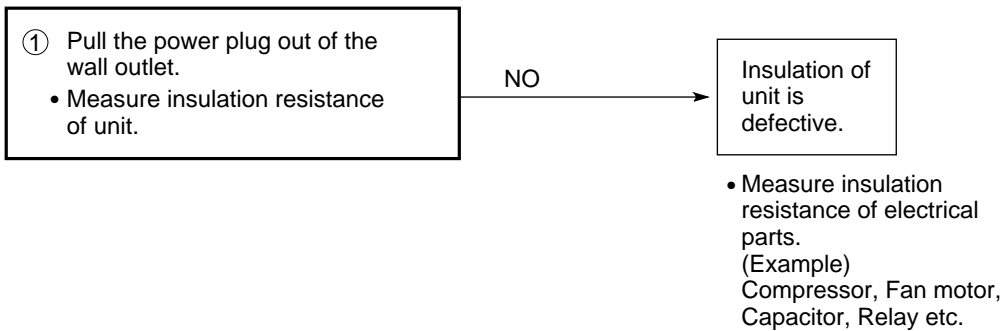 ① Pull the power plug out of the
wall outlet.
• Measure insulation resistance
of unit.
NO
Insulation of
unit is
defective.
• Measure insulation
resistance of electrical
parts.
(Example)
Compressor, Fan motor,
Capacitor, Relay etc.